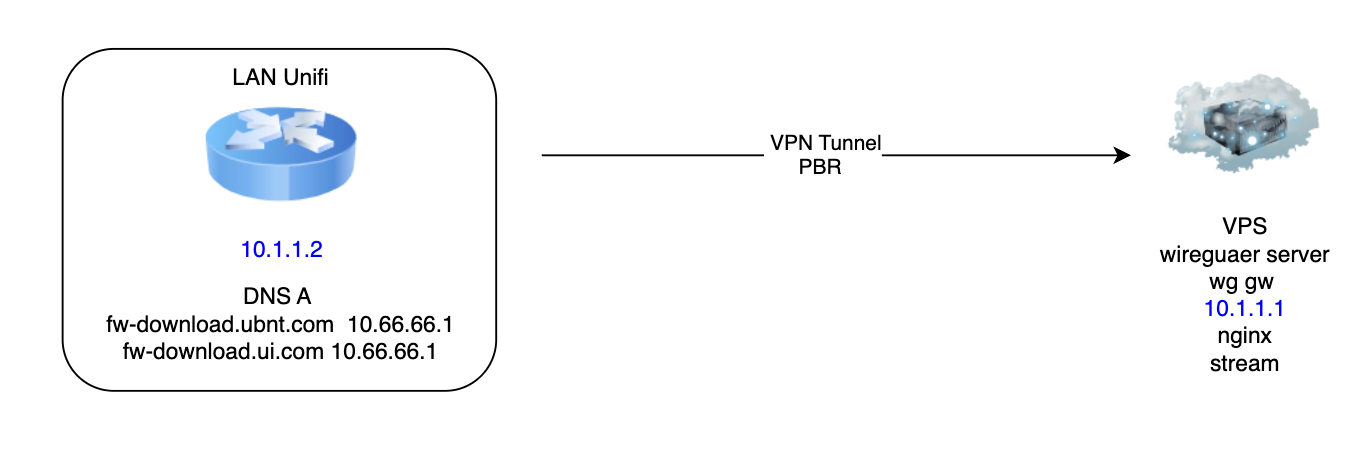 LAN Unifi
10.1.1.2
DNS A
fw-download.ubnt.com 10.66.66.1
fw-download.ui.com 10.66.66.1
VPN Tunnel
PBR
VPS
wireguaer server
wg gw
10.1.1.1
nginx
stream